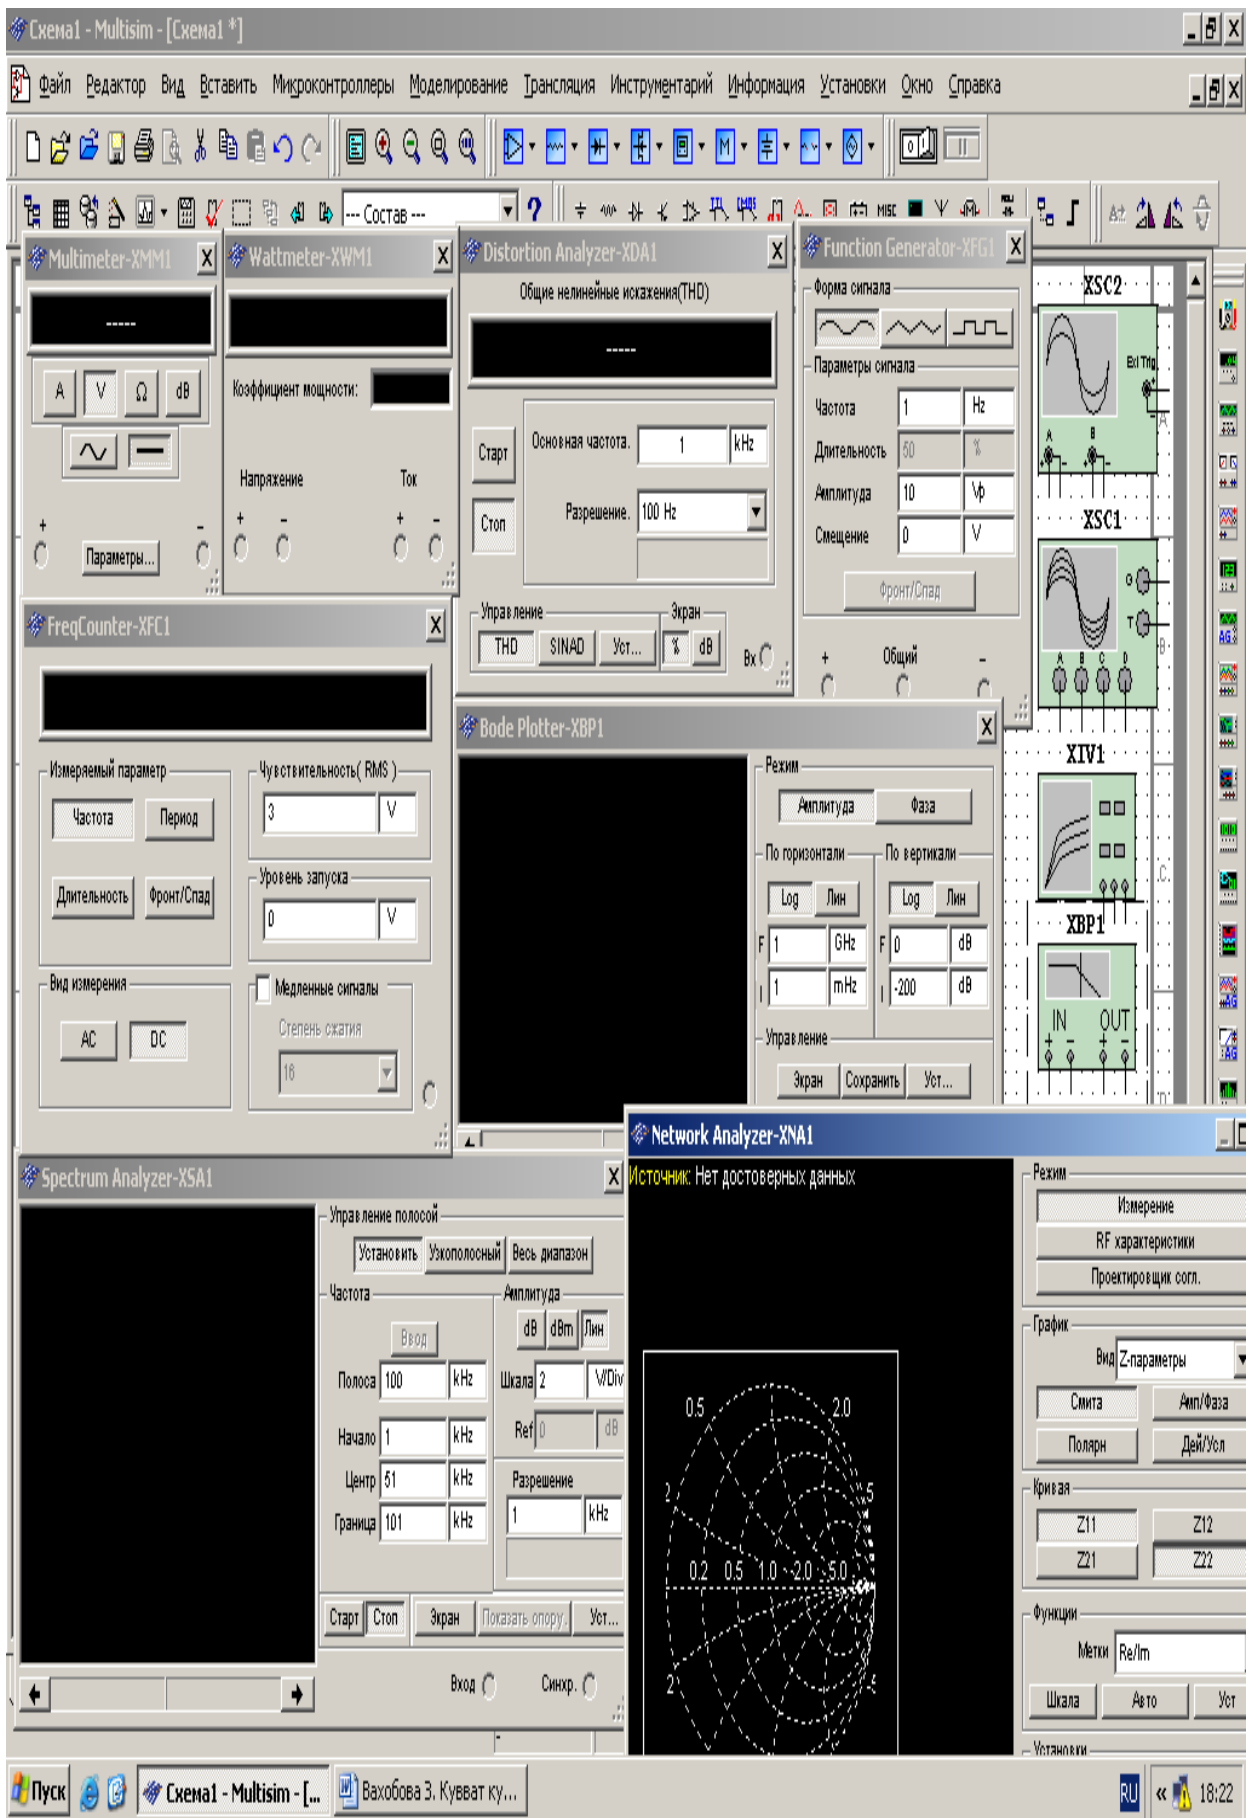 Схема1 - Multisim - [Схема1 *]
Файл Редактор Вид Вставить Микроконтроллеры Моделирование Трансляция Инструментарий Информация Установки Окно Справка
--- Состав ---
MISC
Multimeter-XMM1
-----
A V Ω dB
+ -
Параметры...
Wattmeter-XWM1
Коэффициент мощности:
Напряжение Ток
+ - + -
Distortion Analyzer-XDA1
Общие нелинейные искажения(THD)
-----
Старт
Стоп
Основная частота. 1 kHz
Разрешение. 100 Hz
Управление
THD SINAD Уст...
Экран
% dB
Вх
Function Generator-XFG1
Форма сигнала
Параметры сигнала
Частота 1 Hz
Длительность 50 %
Амплитуда 10 Vp
Смещение 0 V
Фронт/Спад
+ Общий -
XSC2
Ext Trig
A B
XSC1
G
T
A B C D
XIV1
XBP1
IN OUT
FreqCounter-XFC1
Измеряемый параметр
Частота Период
Длительность Фронт/Спад
Вид измерения
AC DC
Чувствительность( RMS )
3 V
Уровень запуска
0 V
Медленные сигналы
Степень сжатия
16
Bode Plotter-XBP1
Режим
Амплитуда Фаза
По горизонтали По вертикали
Log Лин Log Лин
F 1 GHz F 0 dB
I 1 mHz I -200 dB
Управление
Экран Сохранить Уст...
Spectrum Analyzer-XSA1
Управление полосой
Установить Узкополосный Весь диапазон
Частота
Ввод
Полоса 100 kHz
Начало 1 kHz
Центр 51 kHz
Граница 101 kHz
Амплитуда
dB dBm Лин
Шкала 2 V/Div
Ref 0 dB
Разрешение
1 kHz
Старт Стоп Экран Показать опору. Уст...
Вход Синхр.
Network Analyzer-XNA1
Источник: Нет достоверных данных
0.5 2.0
2 5
0.2 0.5 1.0 2.0 5.0
2
Режим
Измерение
RF характеристики
Проектировщик согл.
График
Вид Z-параметры
Смита Амп/Фаза
Полярн Дей/Усл
Кривая
Z11 Z12
Z21 Z22
Функции
Метки Re/Im
Шкала Авто Уст
Установки
Пуск Схема1 - Multisim - [... Вахобова З. Кувват ку... RU « 18:22